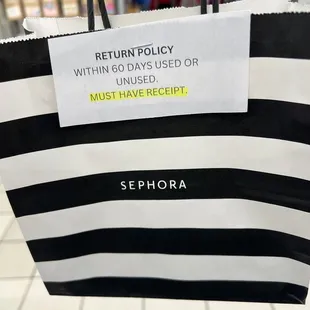 RETURN POLICY
WITHIN 60 DAYS USED OR
UNUSED.
MUST HAVE RECEIPT.
SEPHORA